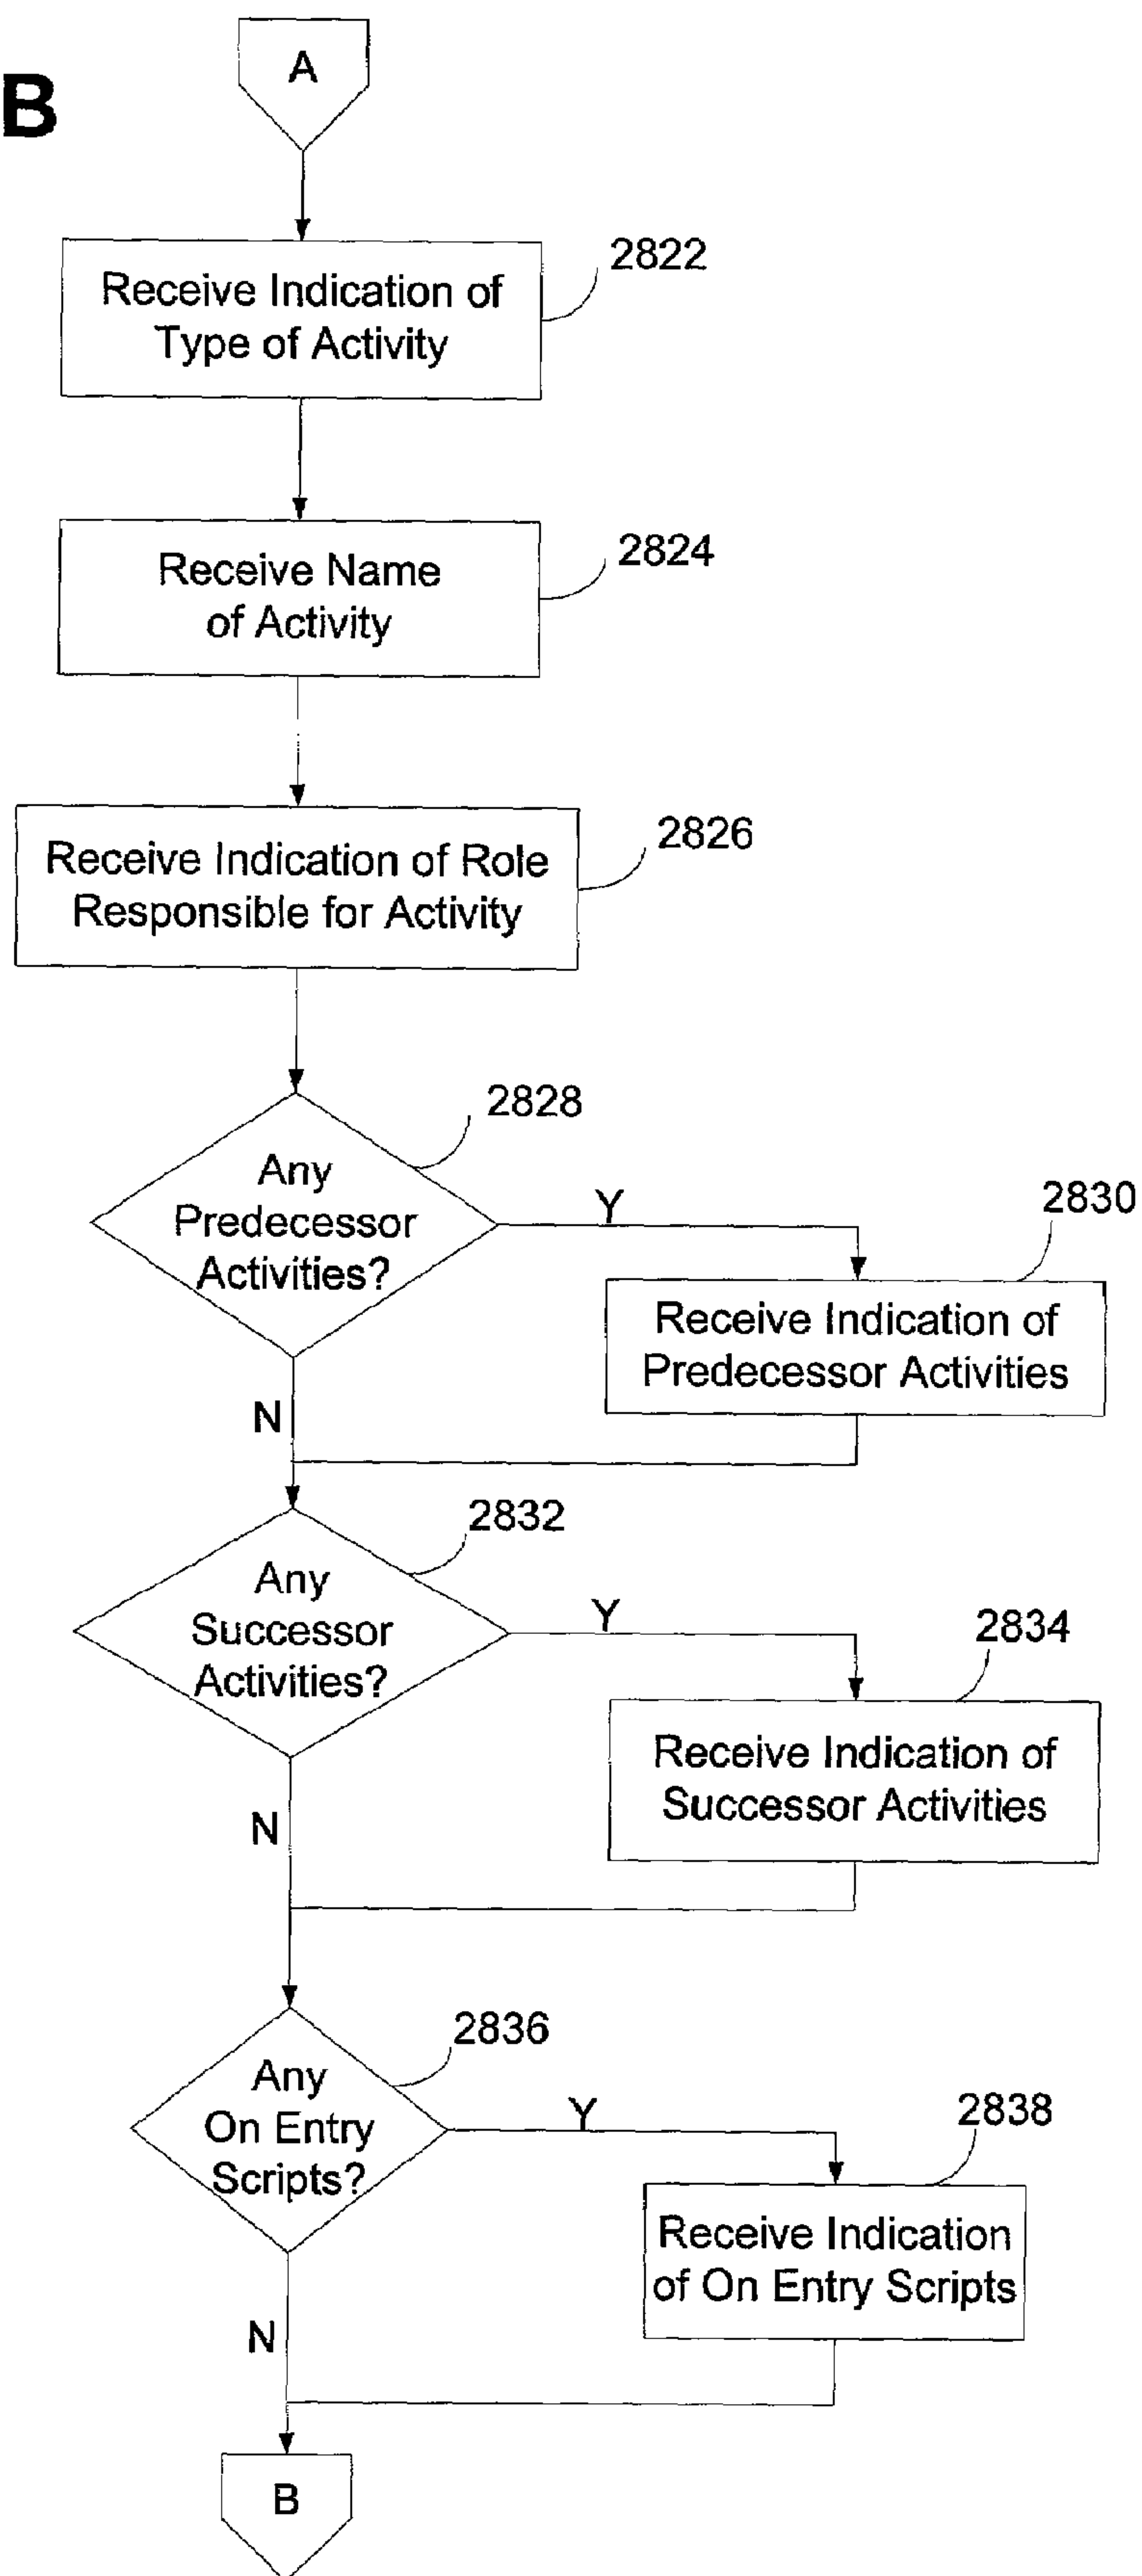 B
A
2822
Receive Indication of
Type of Activity
2824
Receive Name
of Activity
2826
Receive Indication of Role
Responsible for Activity
2828
Any
Predecessor
Activities?
Y
2830
Receive Indication of
Predecessor Activities
N
2832
Any
Successor
Activities?
Y
2834
Receive Indication of
Successor Activities
N
2836
Any
On Entry
Scripts?
Y
2838
Receive Indication
of On Entry Scripts
N
B